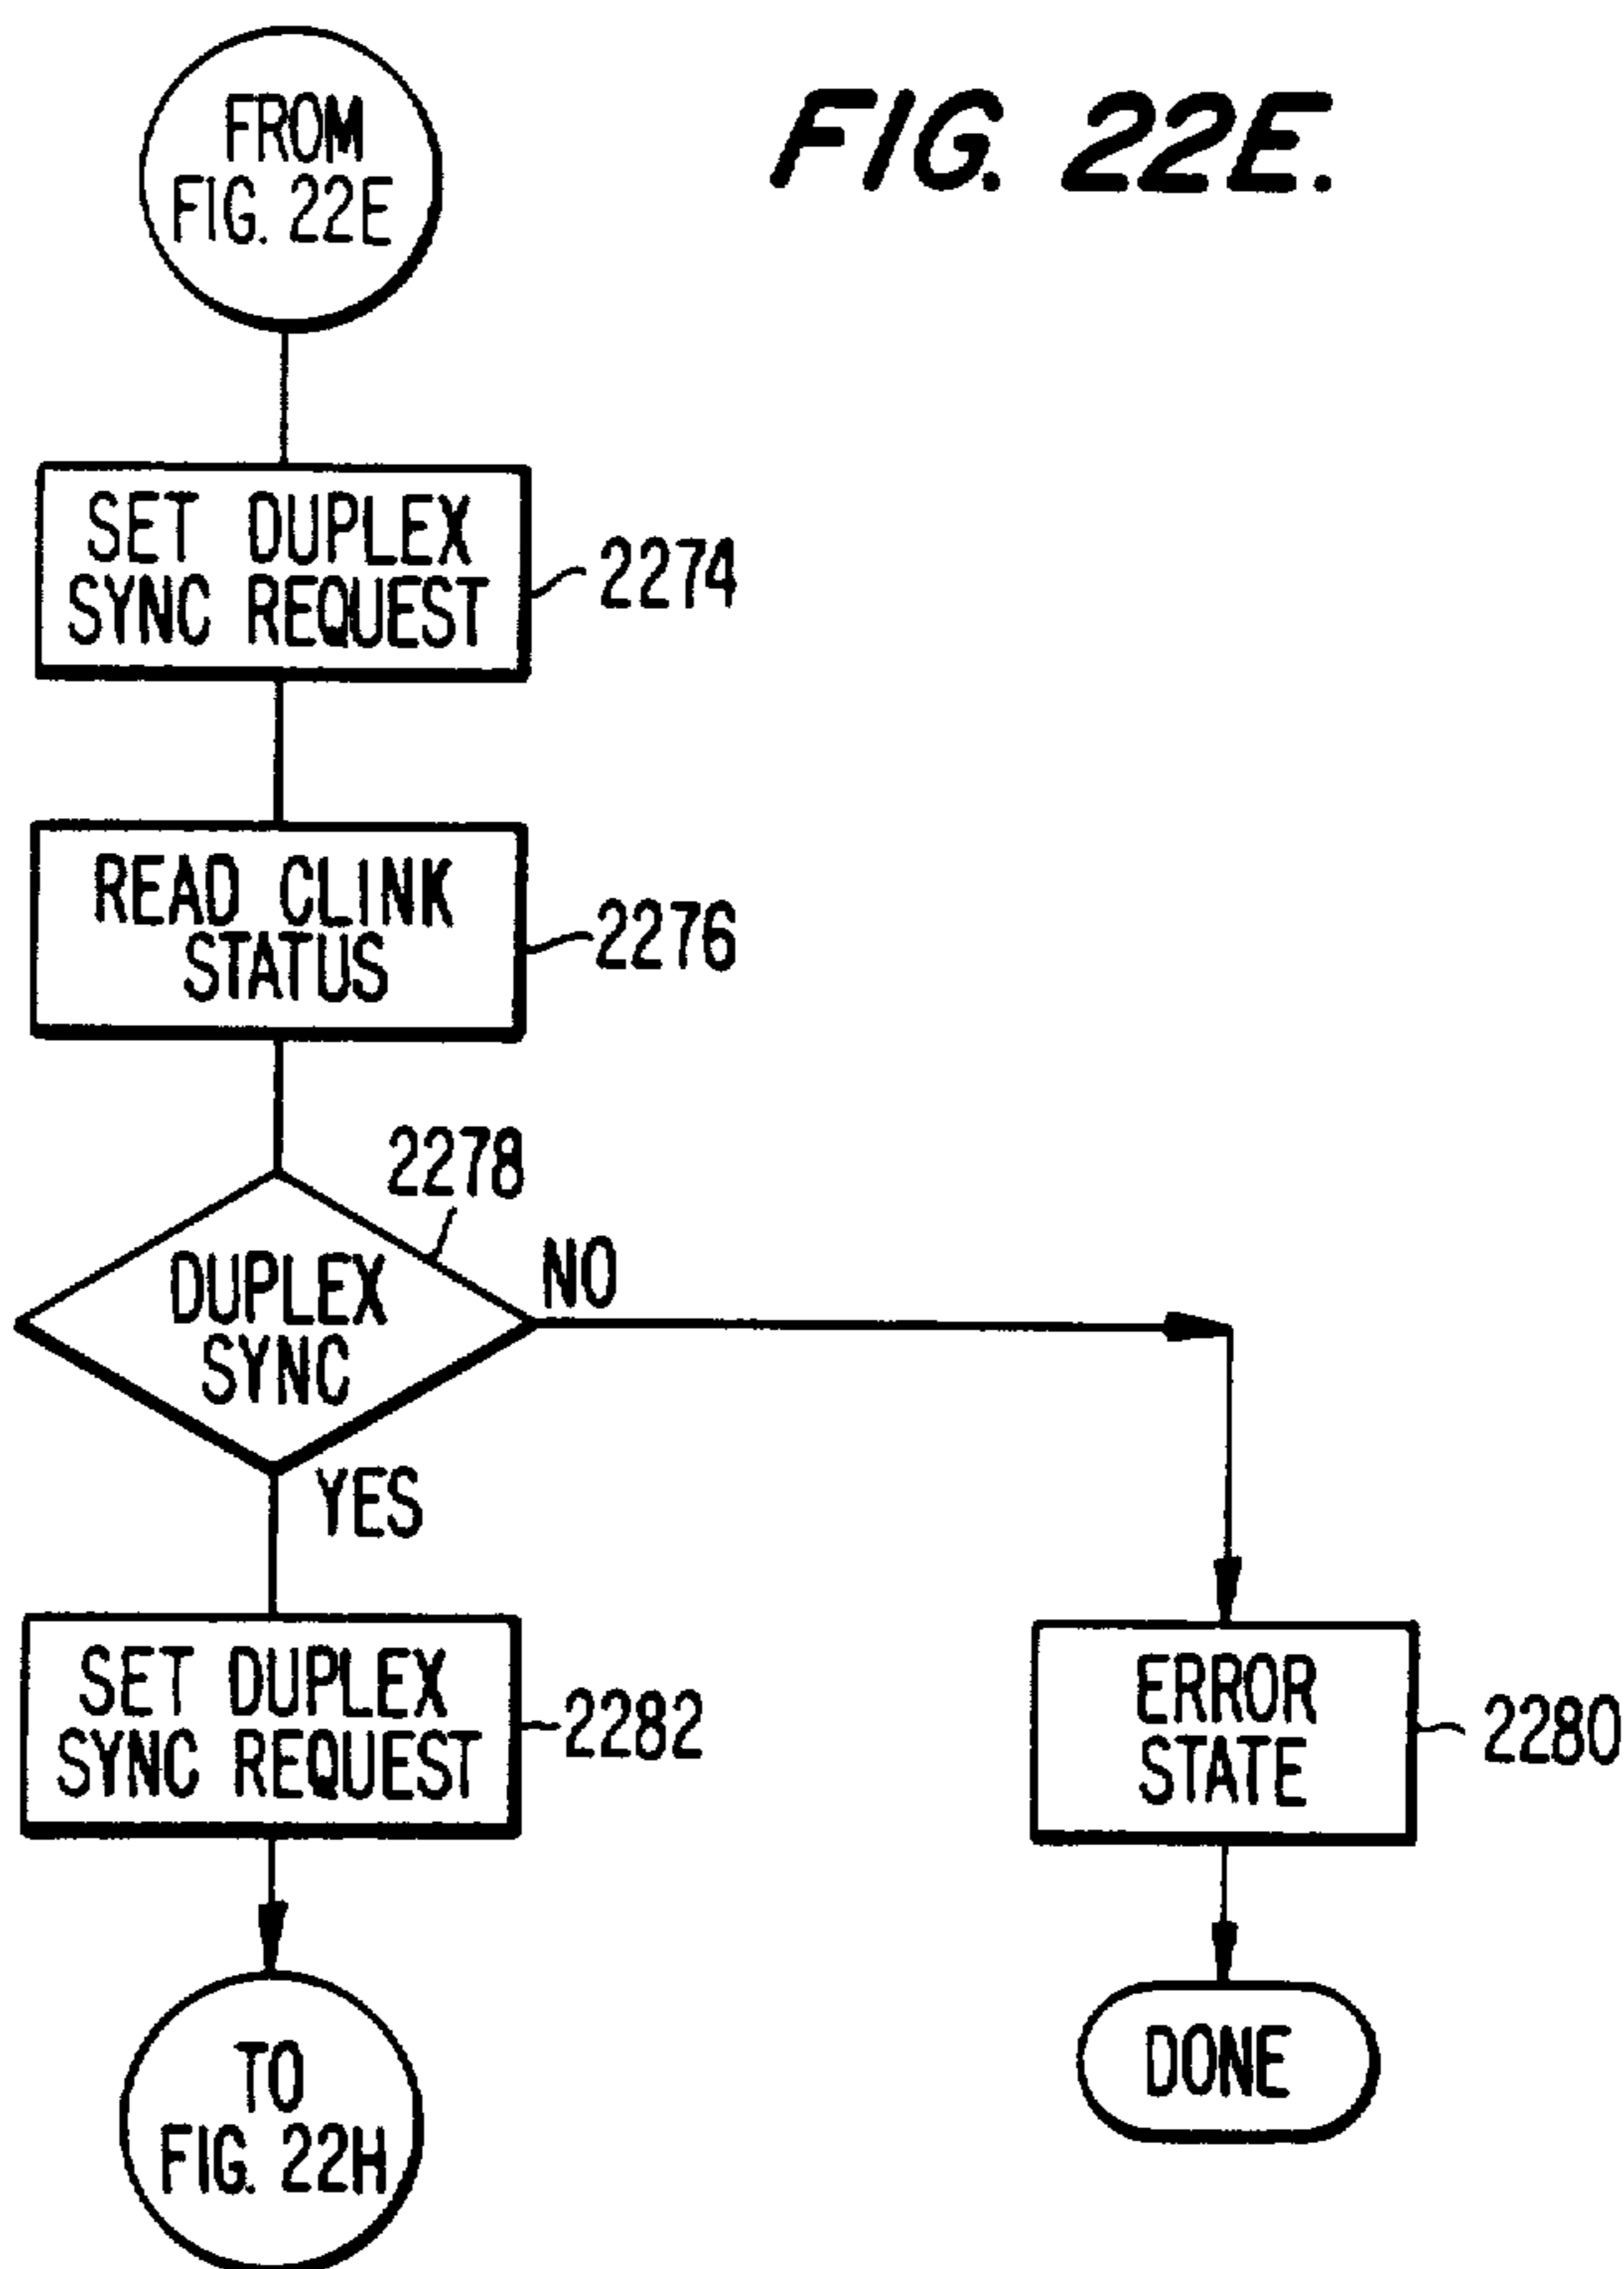 FROM
FIG. 22E
FIG. 22E.
SET DUPLEX
SYNC REQUEST
2274
READ CLINK
STATUS
2276
2278
DUPLEX
SYNC
NO
YES
SET DUPLEX
SYNC REQUEST
2282
ERROR
STATE
2280
TO
FIG. 22H
DONE